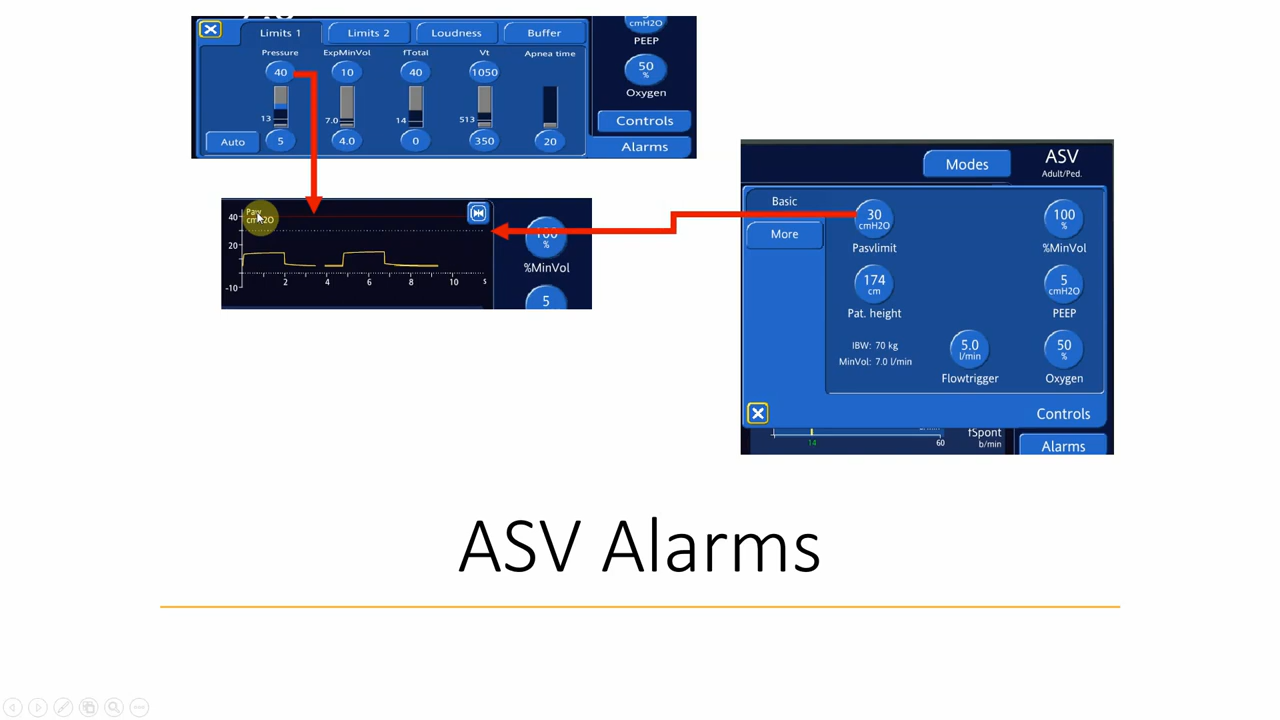 Limits 1
Limits 2
Loudness
Buffer
Pressure
ExpMinVol
fTotal
Vt
Apnea time
40
10
40
1050
13
7.0
14
513
Auto
5
4.0
0
350
20
cmH2O
PEEP
50
%
Oxygen
Controls
Alarms
Paw
cmH2O
40
20
-10
2
4
6
8
10
s
100
%
%MinVol
5
Modes
ASV
Adult/Ped.
Basic
More
30
cmH2O
Pasvlimit
100
%
%MinVol
174
cm
Pat. height
5
cmH2O
PEEP
IBW: 70 kg
MinVol: 7.0 l/min
5.0
l/min
Flowtrigger
50
%
Oxygen
Controls
14
60
fSpont
b/min
Alarms
ASV Alarms